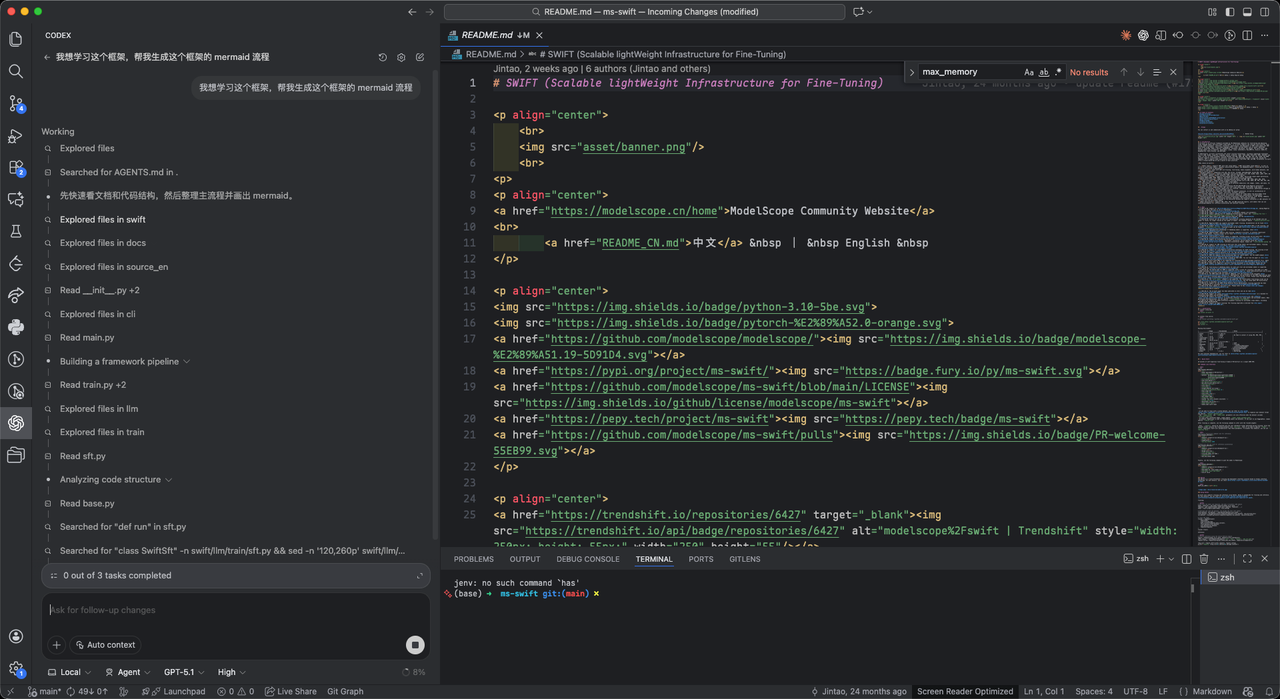 README.md — ms-swift — Incoming Changes (modified)
CODEX
我想学习这个框架，帮我生成这个框架的 mermaid 流程
我想学习这个框架，帮我生成这个框架的 mermaid 流程
Working
Explored files
Searched for AGENTS.md in .
先快速看文档和代码结构，然后整理主流程并画出 mermaid。
Explored files in swift
Explored files in docs
Explored files in source_en
Read __init__.py +2
Explored files in cli
Read main.py
Building a framework pipeline
Read train.py +2
Explored files in llm
Explored files in train
Read sft.py
Analyzing code structure
Read base.py
Searched for "def run" in sft.py
Searched for "class SwiftSft" -n swift/llm/train/sft.py && sed -n '120,260p' swift/llm/...
0 out of 3 tasks completed
Ask for follow-up changes
Auto context
Local
Agent
GPT-5.1
High
8%
4
2
1
README.md ↓M
README.md > # SWIFT (Scalable lightWeight Infrastructure for Fine-Tuning)
max_memory
Aa
ab
No results
Jintao, 2 weeks ago | 6 authors (Jintao and others)
1 # SWIFT (Scalable lightWeight Infrastructure for Fine-Tuning)
2
3 <p align="center">
4 <br>
5 <img src="asset/banner.png"/>
6 <br>
7 <p>
8 <p align="center">
9 <a href="https://modelscope.cn/home">ModelScope Community Website</a>
10 <br>
11 <a href="README_CN.md">中文</a> &nbsp ｜ &nbsp English &nbsp
12 </p>
13
14 <p align="center">
15 <img src="https://img.shields.io/badge/python-3.10-5be.svg">
16 <img src="https://img.shields.io/badge/pytorch-%E2%89%A52.0-orange.svg">
17 <a href="https://github.com/modelscope/modelscope/"><img src="https://img.shields.io/badge/modelscope-
%E2%89%A51.19-5D91D4.svg"></a>
18 <a href="https://pypi.org/project/ms-swift/"><img src="https://badge.fury.io/py/ms-swift.svg"></a>
19 <a href="https://github.com/modelscope/ms-swift/blob/main/LICENSE"><img
src="https://img.shields.io/github/license/modelscope/ms-swift"></a>
20 <a href="https://pepy.tech/project/ms-swift"><img src="https://pepy.tech/badge/ms-swift"></a>
21 <a href="https://github.com/modelscope/ms-swift/pulls"><img src="https://img.shields.io/badge/PR-welcome-
55EB99.svg"></a>
22 </p>
23
24 <p align="center">
25 <a href="https://trendshift.io/repositories/6427" target="_blank"><img
src="https://trendshift.io/api/badge/repositories/6427" alt="modelscope%2Fswift | Trendshift" style="width:
PROBLEMS
OUTPUT
DEBUG CONSOLE
TERMINAL
PORTS
GITLENS
zsh
jenv: no such command `has'
(base) → ms-swift git:(main) ✗
zsh
main*
49↓ 0↑
Launchpad
0
0
Live Share
Git Graph
Jintao, 24 months ago
Screen Reader Optimized
Ln 1, Col 1
Spaces: 4
UTF-8
LF
{ } Markdown